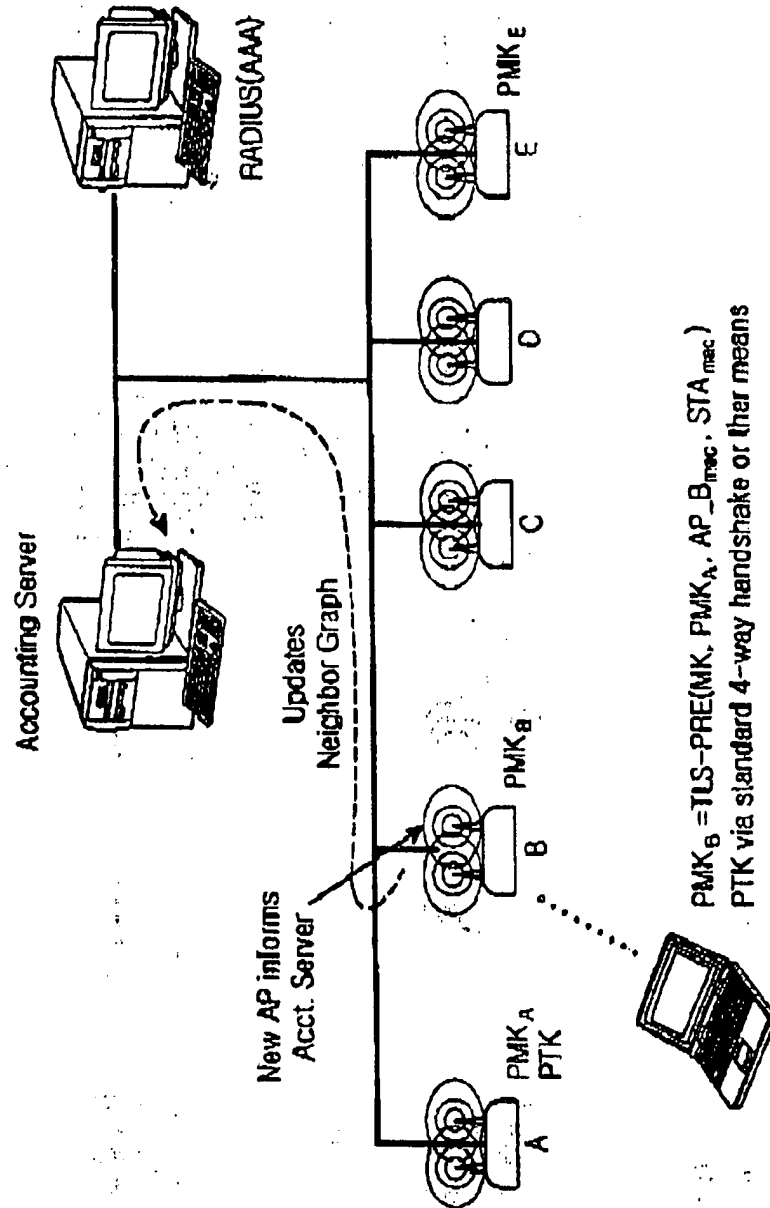 Accounting Server
RADIUS(AAA)
Updates
Neighbor Graph
New AP informs
Acct. Server
PMK_A
PTK
PMK_B
PMK_E
A
B
C
D
E
PMK_B =TLS-PRE(MK, PMK_A, AP_B_mac, STA_mac)
PTK via standard 4-way handshake or ther means